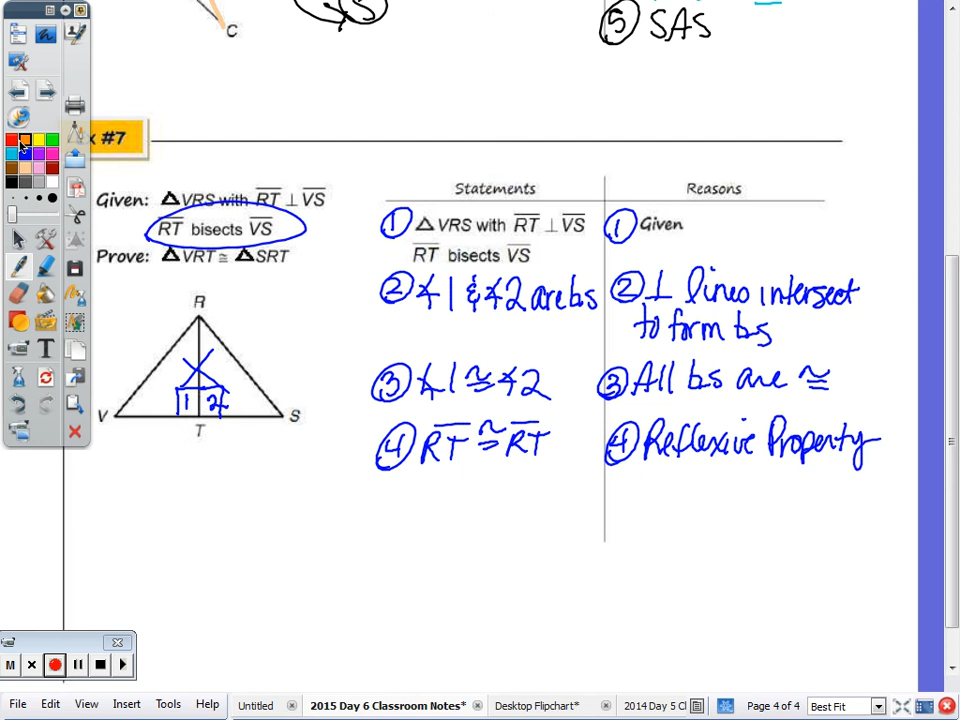 C
S
⑤ SAS
x #7
Given: △VRS with RT ⊥ VS
RT bisects VS
Prove: △VRT ≅ △SRT
R
1 2
V S
T
Statements Reasons
① △VRS with RT ⊥ VS ① Given
RT bisects VS
② ∡1 & ∡2 are ∟s ② ⊥ lines intersect
to form ∟s
③ ∡1 ≅ ∡2 ③ All ∟s are ≅
④ RT ≅ RT ④ Reflexive Property
M
File Edit View Insert Tools Help Untitled 2015 Day 6 Classroom Notes* Desktop Flipchart* 2014 Day 5 Cl Page 4 of 4 Best Fit